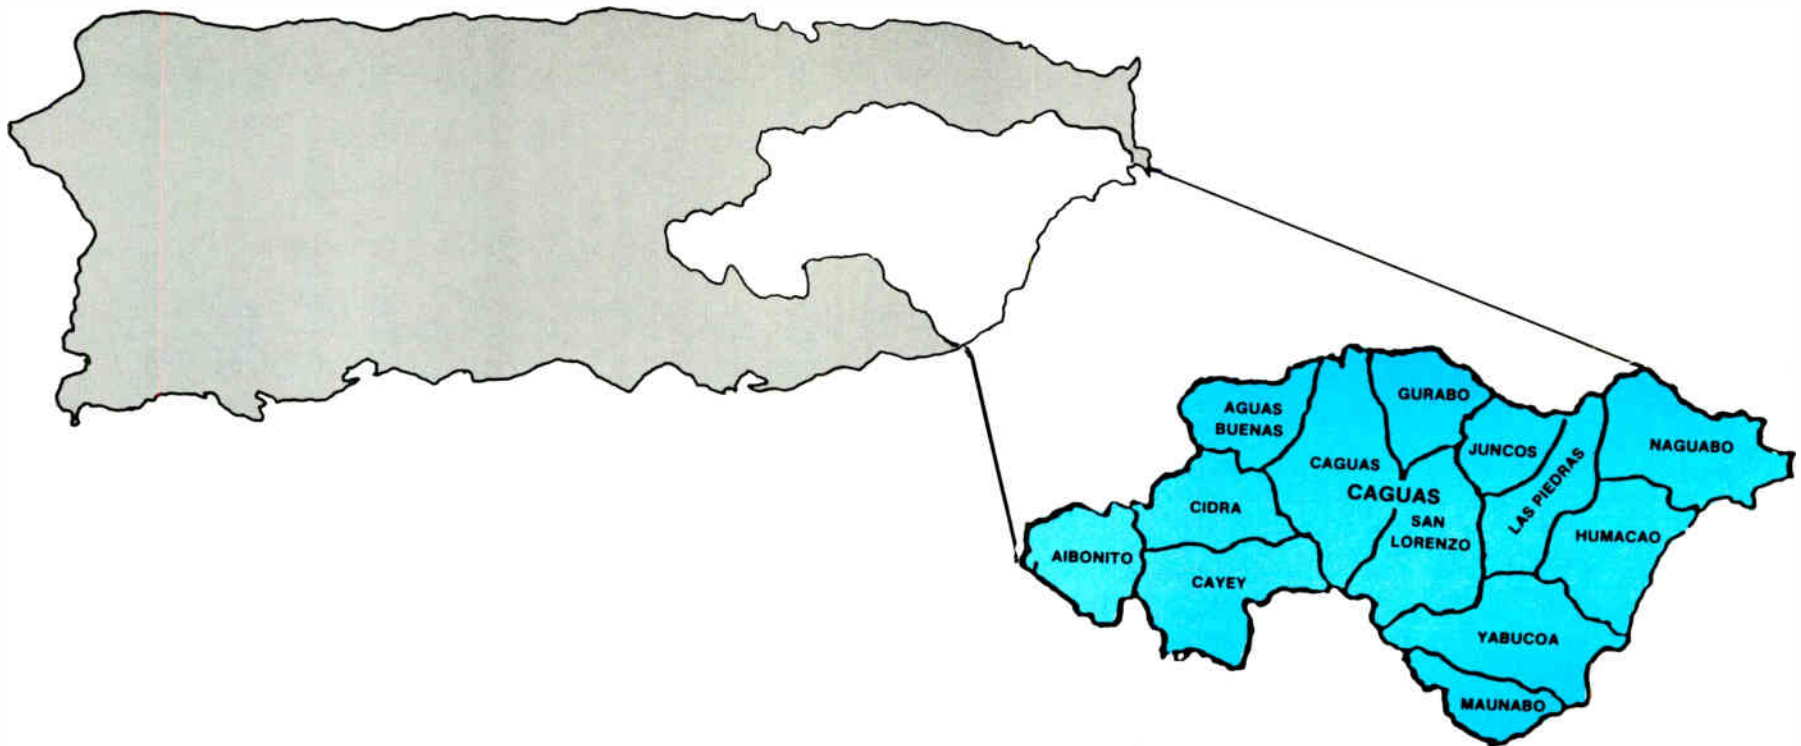 AGUAS
BUENAS
GURABO
JUNCOS
NAGUABO
CAGUAS
CAGUAS
LAS PIEDRAS
CIDRA
SAN
LORENZO
HUMACAO
AIBONITO
CAYEY
YABUCOA
MAUNABO